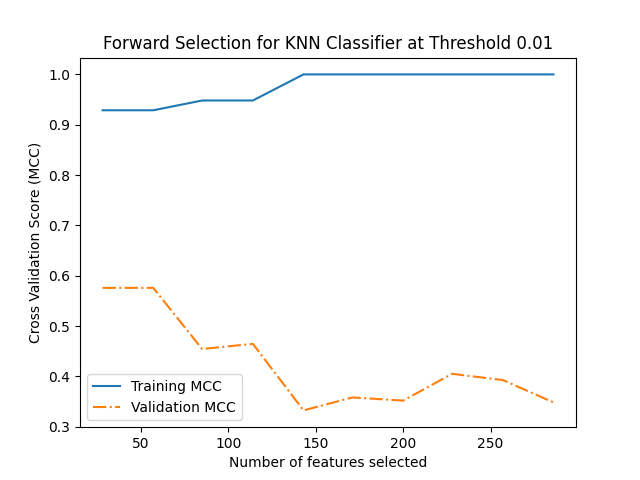 Forward Selection for KNN Classifier at Threshold 0.01
1.0
0.9
0.8
0.7
0.6
0.5
0.4
0.3
Cross Validation Score (MCC)
Training MCC
Validation MCC
50 100 150 200 250
Number of features selected